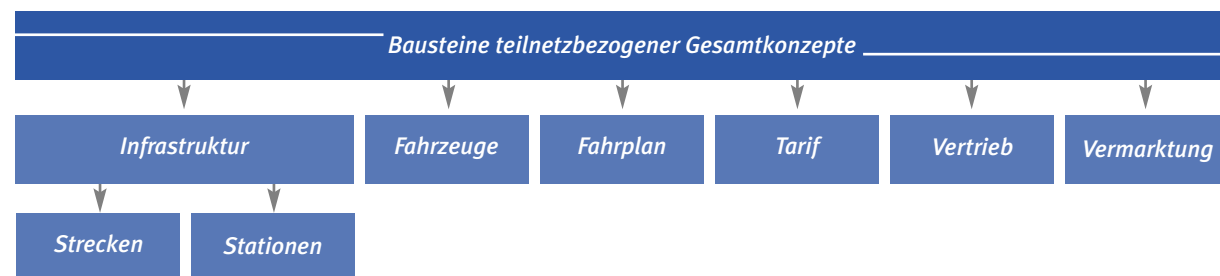 Bausteine teilnetzbezogener Gesamtkonzepte
Infrastruktur
Fahrzeuge
Fahrplan
Tarif
Vertrieb
Vermarktung
Strecken
Stationen